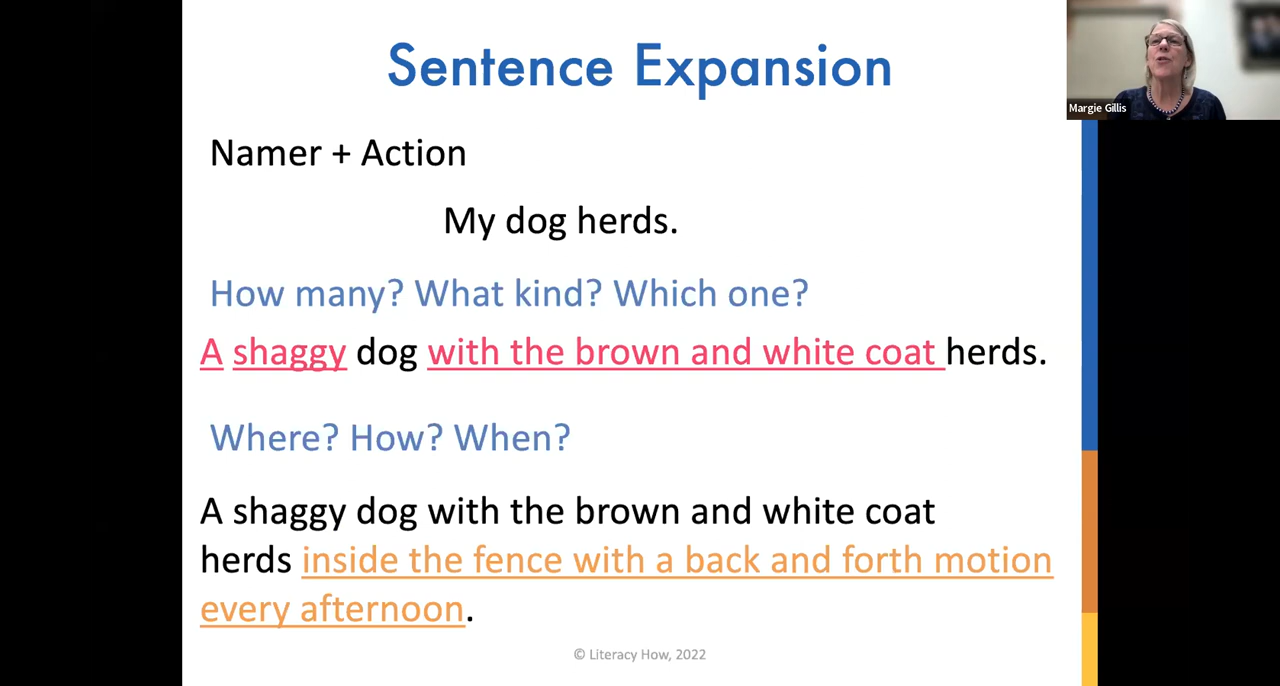 Sentence Expansion
Margie Gillis
Namer + Action
My dog herds.
How many? What kind? Which one?
A shaggy dog with the brown and white coat herds.
Where? How? When?
A shaggy dog with the brown and white coat
herds inside the fence with a back and forth motion
every afternoon.
© Literacy How, 2022